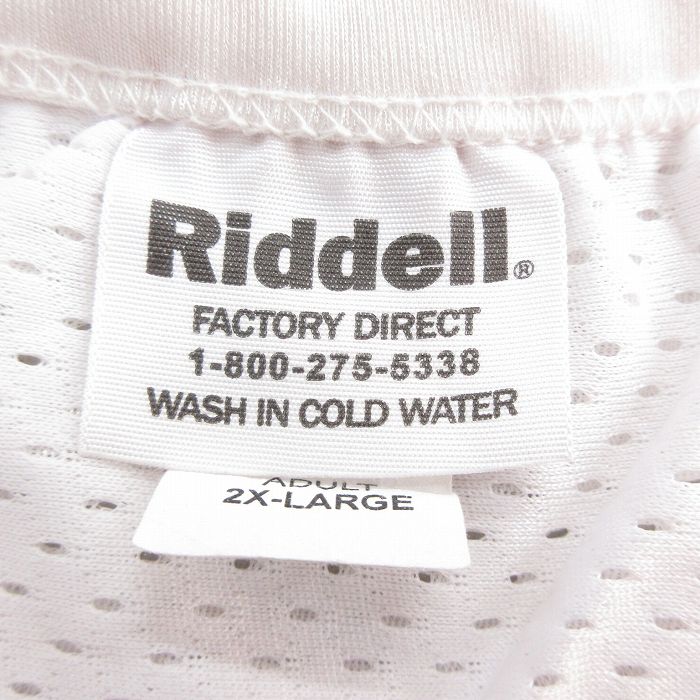 Riddell®
FACTORY DIRECT
1-800-275-5338
WASH IN COLD WATER
ADULT
2X-LARGE